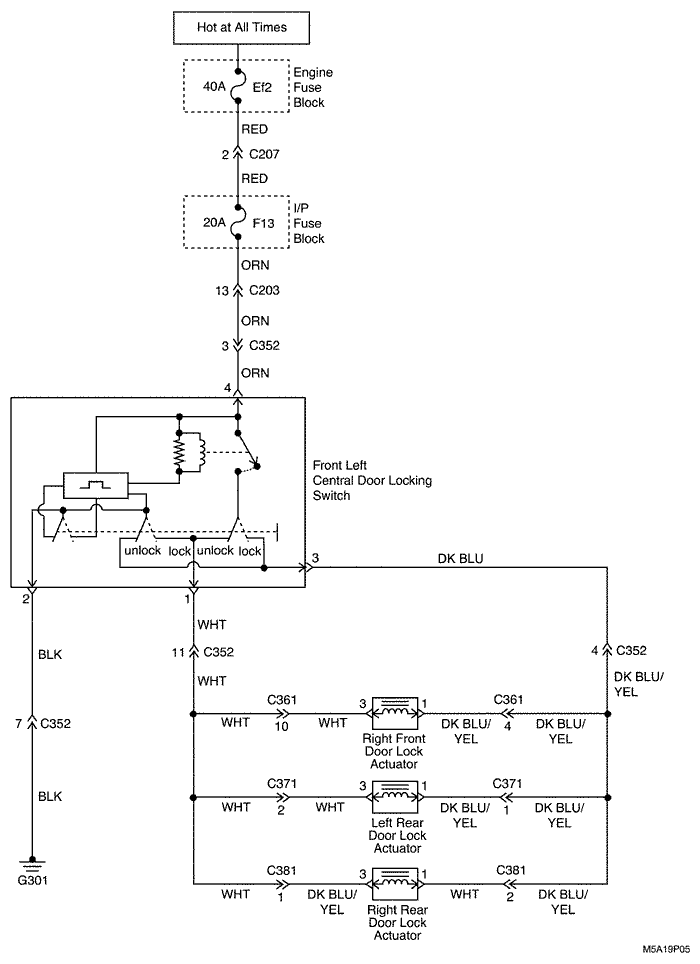 Hot at All Times
40A Ef2
Engine
Fuse
Block
RED
2 C207
RED
20A F13
I/P
Fuse
Block
ORN
13 C203
ORN
3 C352
ORN
4
Front Left
Central Door Locking
Switch
unlock lock unlock lock
3 DK BLU
2 1
WHT
BLK
11 C352
4 C352
WHT
DK BLU/
YEL
7 C352
C361 3 1 C361
WHT 10 WHT DK BLU/
YEL 4 DK BLU/
YEL
Right Front
Door Lock
Actuator
C371 3 1 C371
BLK
WHT 2 WHT DK BLU/
YEL 1 DK BLU/
YEL
Left Rear
Door Lock
Actuator
G301
C381 3 1 C381
WHT 1 DK BLU/
YEL WHT 2 DK BLU/
YEL
Right Rear
Door Lock
Actuator
M5A19P05